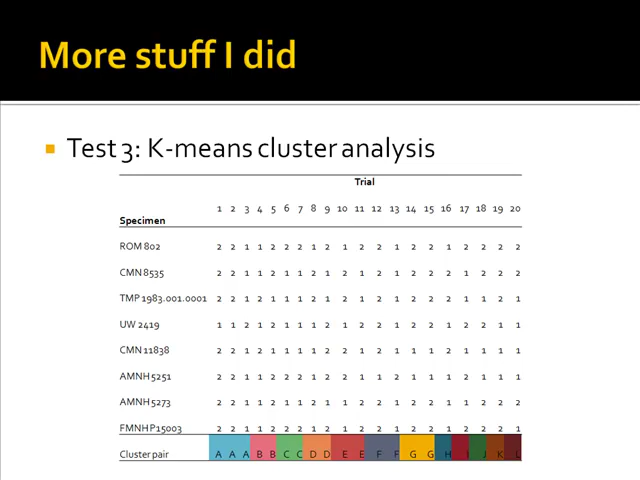 More stuff I did
Test 3: K-means cluster analysis
Trial
Specimen 1 2 3 4 5 6 7 8 9 10 11 12 13 14 15 16 17 18 19 20
ROM 802 2 2 1 1 2 2 2 1 2 1 2 2 1 2 2 1 2 2 2 2
CMN 8535 2 2 1 2 1 1 1 2 1 2 1 2 1 2 2 2 1 2 2 2
TMP 1983.001.0001 2 2 1 2 1 1 1 2 1 2 1 2 1 2 2 2 1 1 2 1
UW 2419 1 1 2 1 2 1 1 1 2 1 2 2 1 2 2 1 2 2 1 1
CMN 11838 2 2 1 2 1 1 1 1 2 2 1 2 1 1 1 2 1 1 1 1
AMNH 5251 2 2 1 1 2 2 2 1 2 2 1 1 2 1 1 1 2 1 1 1
AMNH 5273 2 2 1 1 2 1 1 2 1 1 2 2 1 2 2 1 1 2 2 2
FMNH P15003 2 2 1 1 2 2 2 1 2 1 2 2 1 2 2 1 2 2 2 1
Cluster pair A A A B B C C D D E E F F G G H I J K L